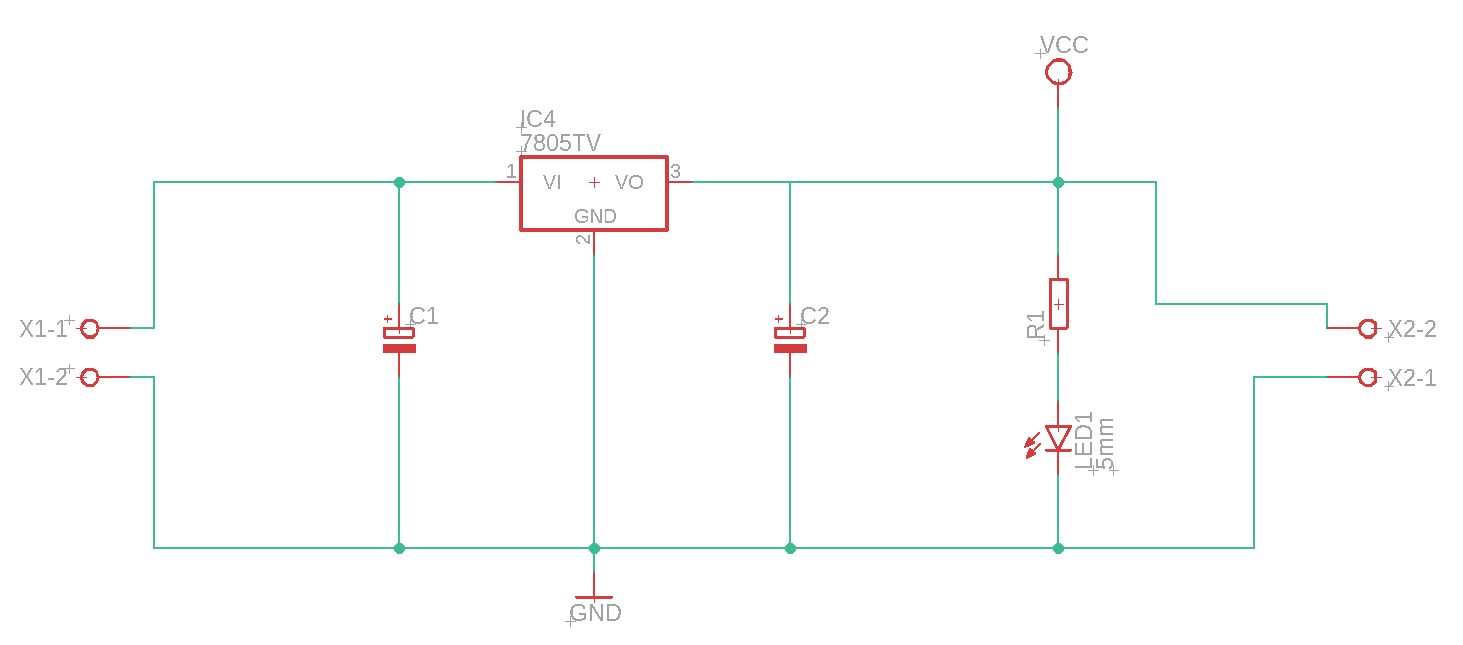 VCC
IC4
7805TV
1
VI
VO
3
GND
2
C1
C2
R1
X1-1
X2-2
X1-2
X2-1
LED1
5mm
GND